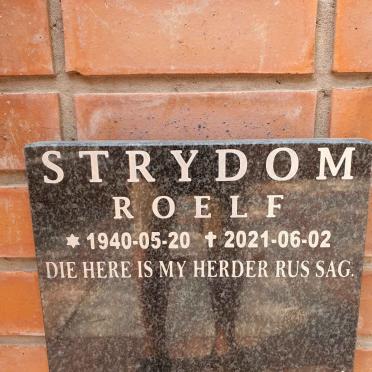 STRYDOM
ROELF
✶ 1940-05-20 ✝ 2021-06-02
DIE HERE IS MY HERDER RUS SAG.